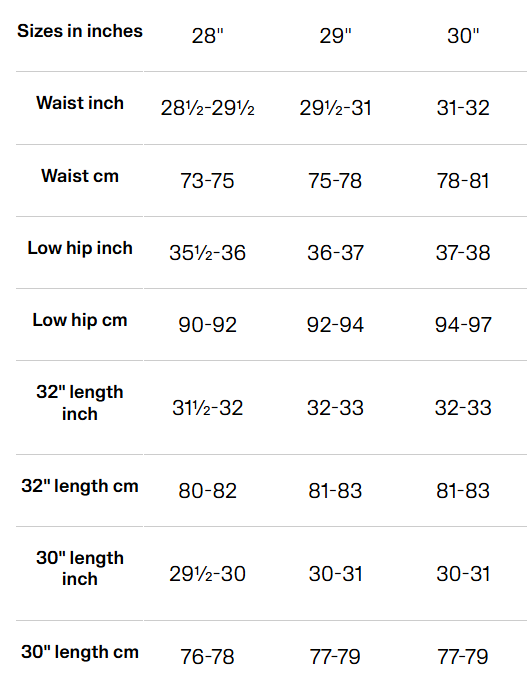 Sizes in inches 28" 29" 30"
Waist inch 28½-29½ 29½-31 31-32
Waist cm 73-75 75-78 78-81
Low hip inch 35½-36 36-37 37-38
Low hip cm 90-92 92-94 94-97
32" length
inch 31½-32 32-33 32-33
32" length cm 80-82 81-83 81-83
30" length
inch 29½-30 30-31 30-31
30" length cm 76-78 77-79 77-79